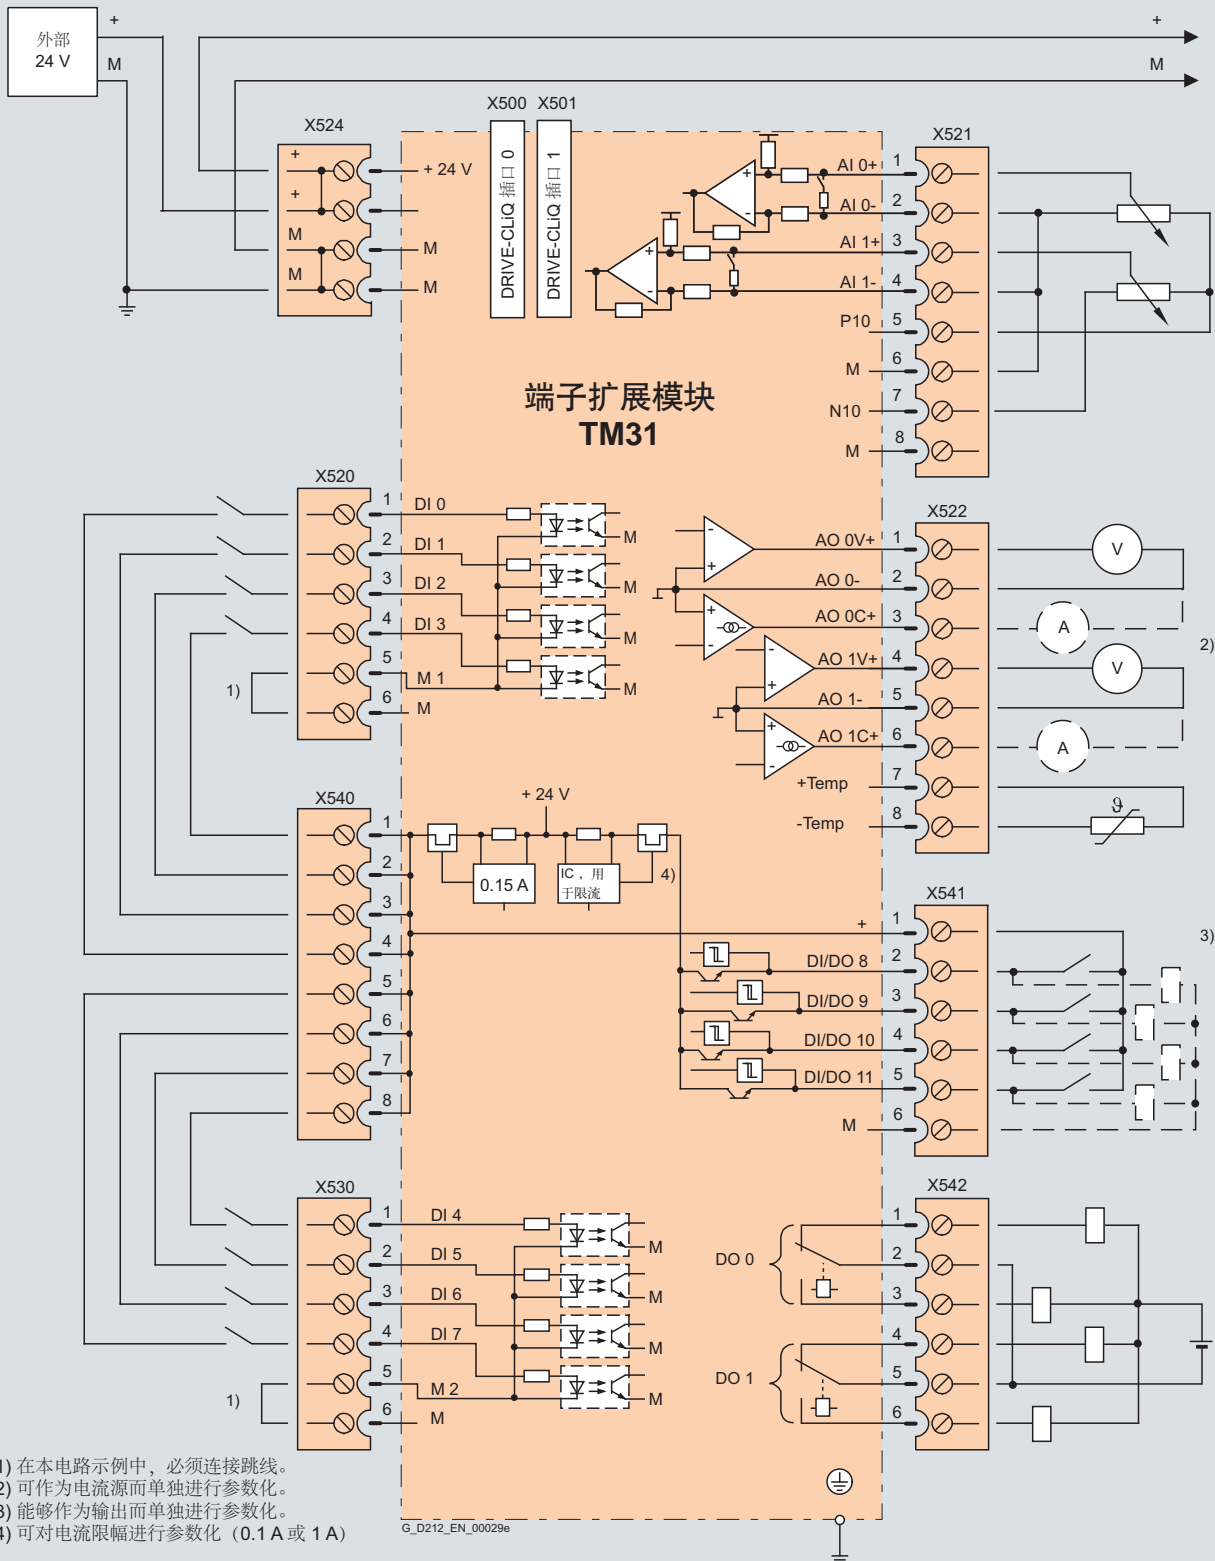 外部
24 V
+
M
+
M
X500
X501
X524
+
+
M
M
+ 24 V
M
M
DRIVE-CLiQ 插口 0
DRIVE-CLiQ 插口 1
X521
+
-
+
-
AI 0+ 1
AI 0- 2
AI 1+ 3
AI 1- 4
P10 5
M 6
N10 7
M 8
端子扩展模块
TM31
X520
1 DI 0
2 DI 1
3 DI 2
4 DI 3
5 M 1
6 M
1)
M
M
M
M
X522
-
+
+
-
-
+
+
-
AO 0V+ 1
AO 0- 2
AO 0C+ 3
AO 1V+ 4
AO 1- 5
AO 1C+ 6
+Temp 7
-Temp 8
V
A
V
A
2)
ϑ
X540
1
2
3
4
5
6
7
8
+ 24 V
0.15 A
IC ，用
于限流
4)
X541
+ 1
DI/DO 8 2
DI/DO 9 3
DI/DO 10 4
DI/DO 11 5
M 6
3)
X530
1 DI 4
2 DI 5
3 DI 6
4 DI 7
5 M 2
6 M
1)
M
M
M
M
X542
DO 0
DO 1
1
2
3
4
5
6
1) 在本电路示例中，必须连接跳线。
2) 可作为电流源而单独进行参数化。
3) 能够作为输出而单独进行参数化。
4) 可对电流限幅进行参数化（0.1 A 或 1 A）
G_D212_EN_00029e